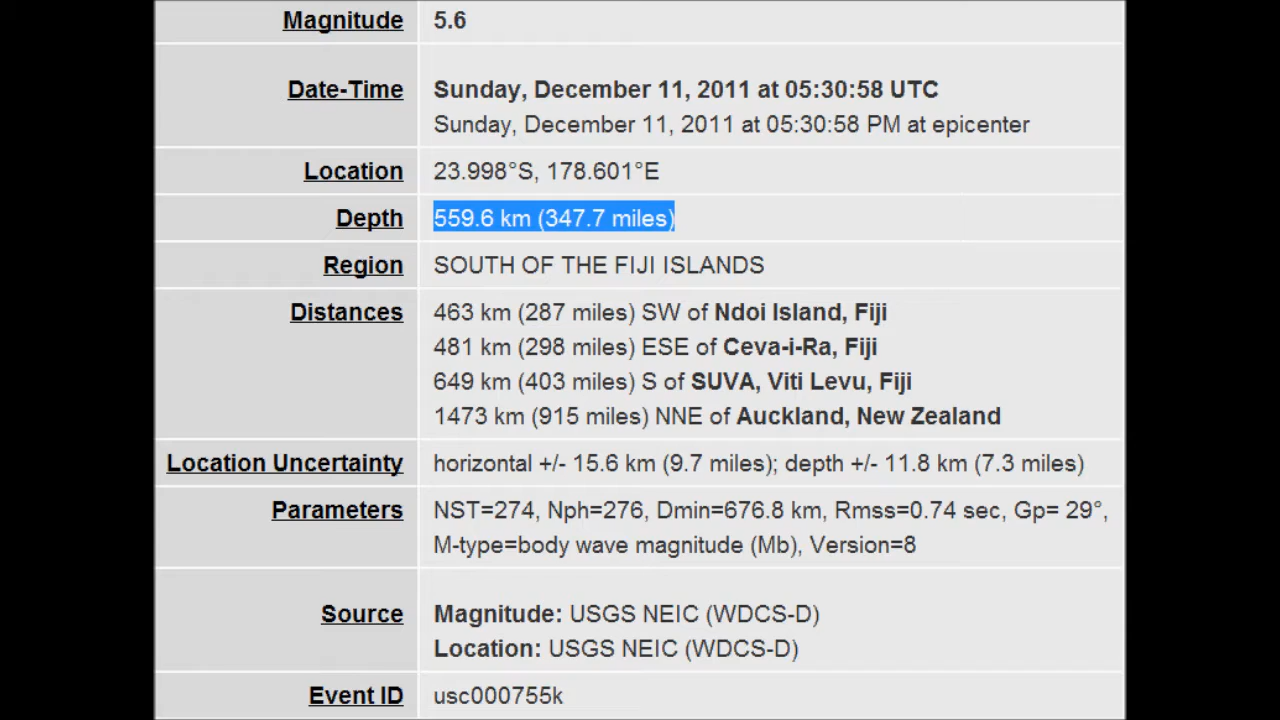 Magnitude 5.6
Date-Time Sunday, December 11, 2011 at 05:30:58 UTC
Sunday, December 11, 2011 at 05:30:58 PM at epicenter
Location 23.998°S, 178.601°E
Depth 559.6 km (347.7 miles)
Region SOUTH OF THE FIJI ISLANDS
Distances 463 km (287 miles) SW of Ndoi Island, Fiji
481 km (298 miles) ESE of Ceva-i-Ra, Fiji
649 km (403 miles) S of SUVA, Viti Levu, Fiji
1473 km (915 miles) NNE of Auckland, New Zealand
Location Uncertainty horizontal +/- 15.6 km (9.7 miles); depth +/- 11.8 km (7.3 miles)
Parameters NST=274, Nph=276, Dmin=676.8 km, Rmss=0.74 sec, Gp= 29°,
M-type=body wave magnitude (Mb), Version=8
Source Magnitude: USGS NEIC (WDCS-D)
Location: USGS NEIC (WDCS-D)
Event ID usc000755k